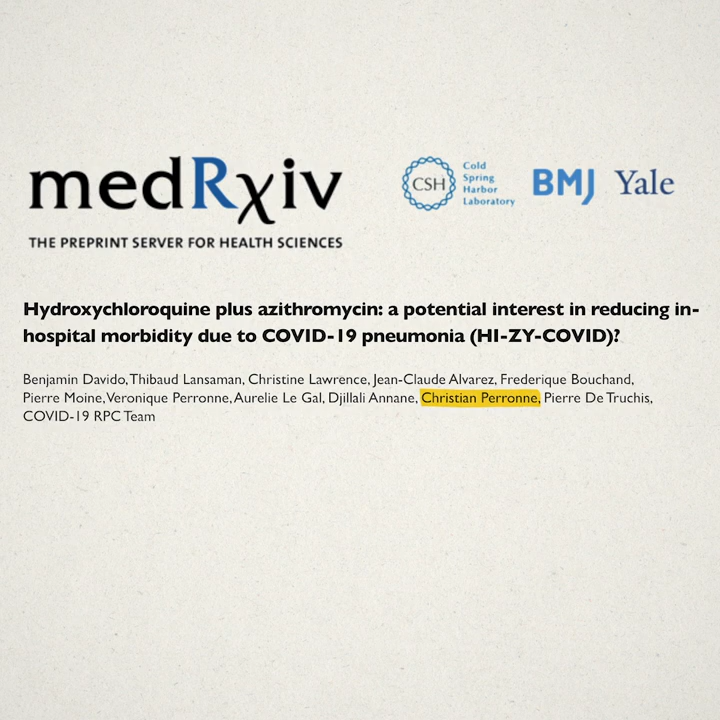 medRxiv
THE PREPRINT SERVER FOR HEALTH SCIENCES
CSH
Cold
Spring
Harbor
Laboratory
BMJ
Yale
Hydroxychloroquine plus azithromycin: a potential interest in reducing in-
hospital morbidity due to COVID-19 pneumonia (HI-ZY-COVID)?
Benjamin Davido, Thibaud Lansaman, Christine Lawrence, Jean-Claude Alvarez, Frederique Bouchand,
Pierre Moine, Veronique Perronne, Aurelie Le Gal, Djillali Annane, Christian Perronne, Pierre De Truchis,
COVID-19 RPC Team